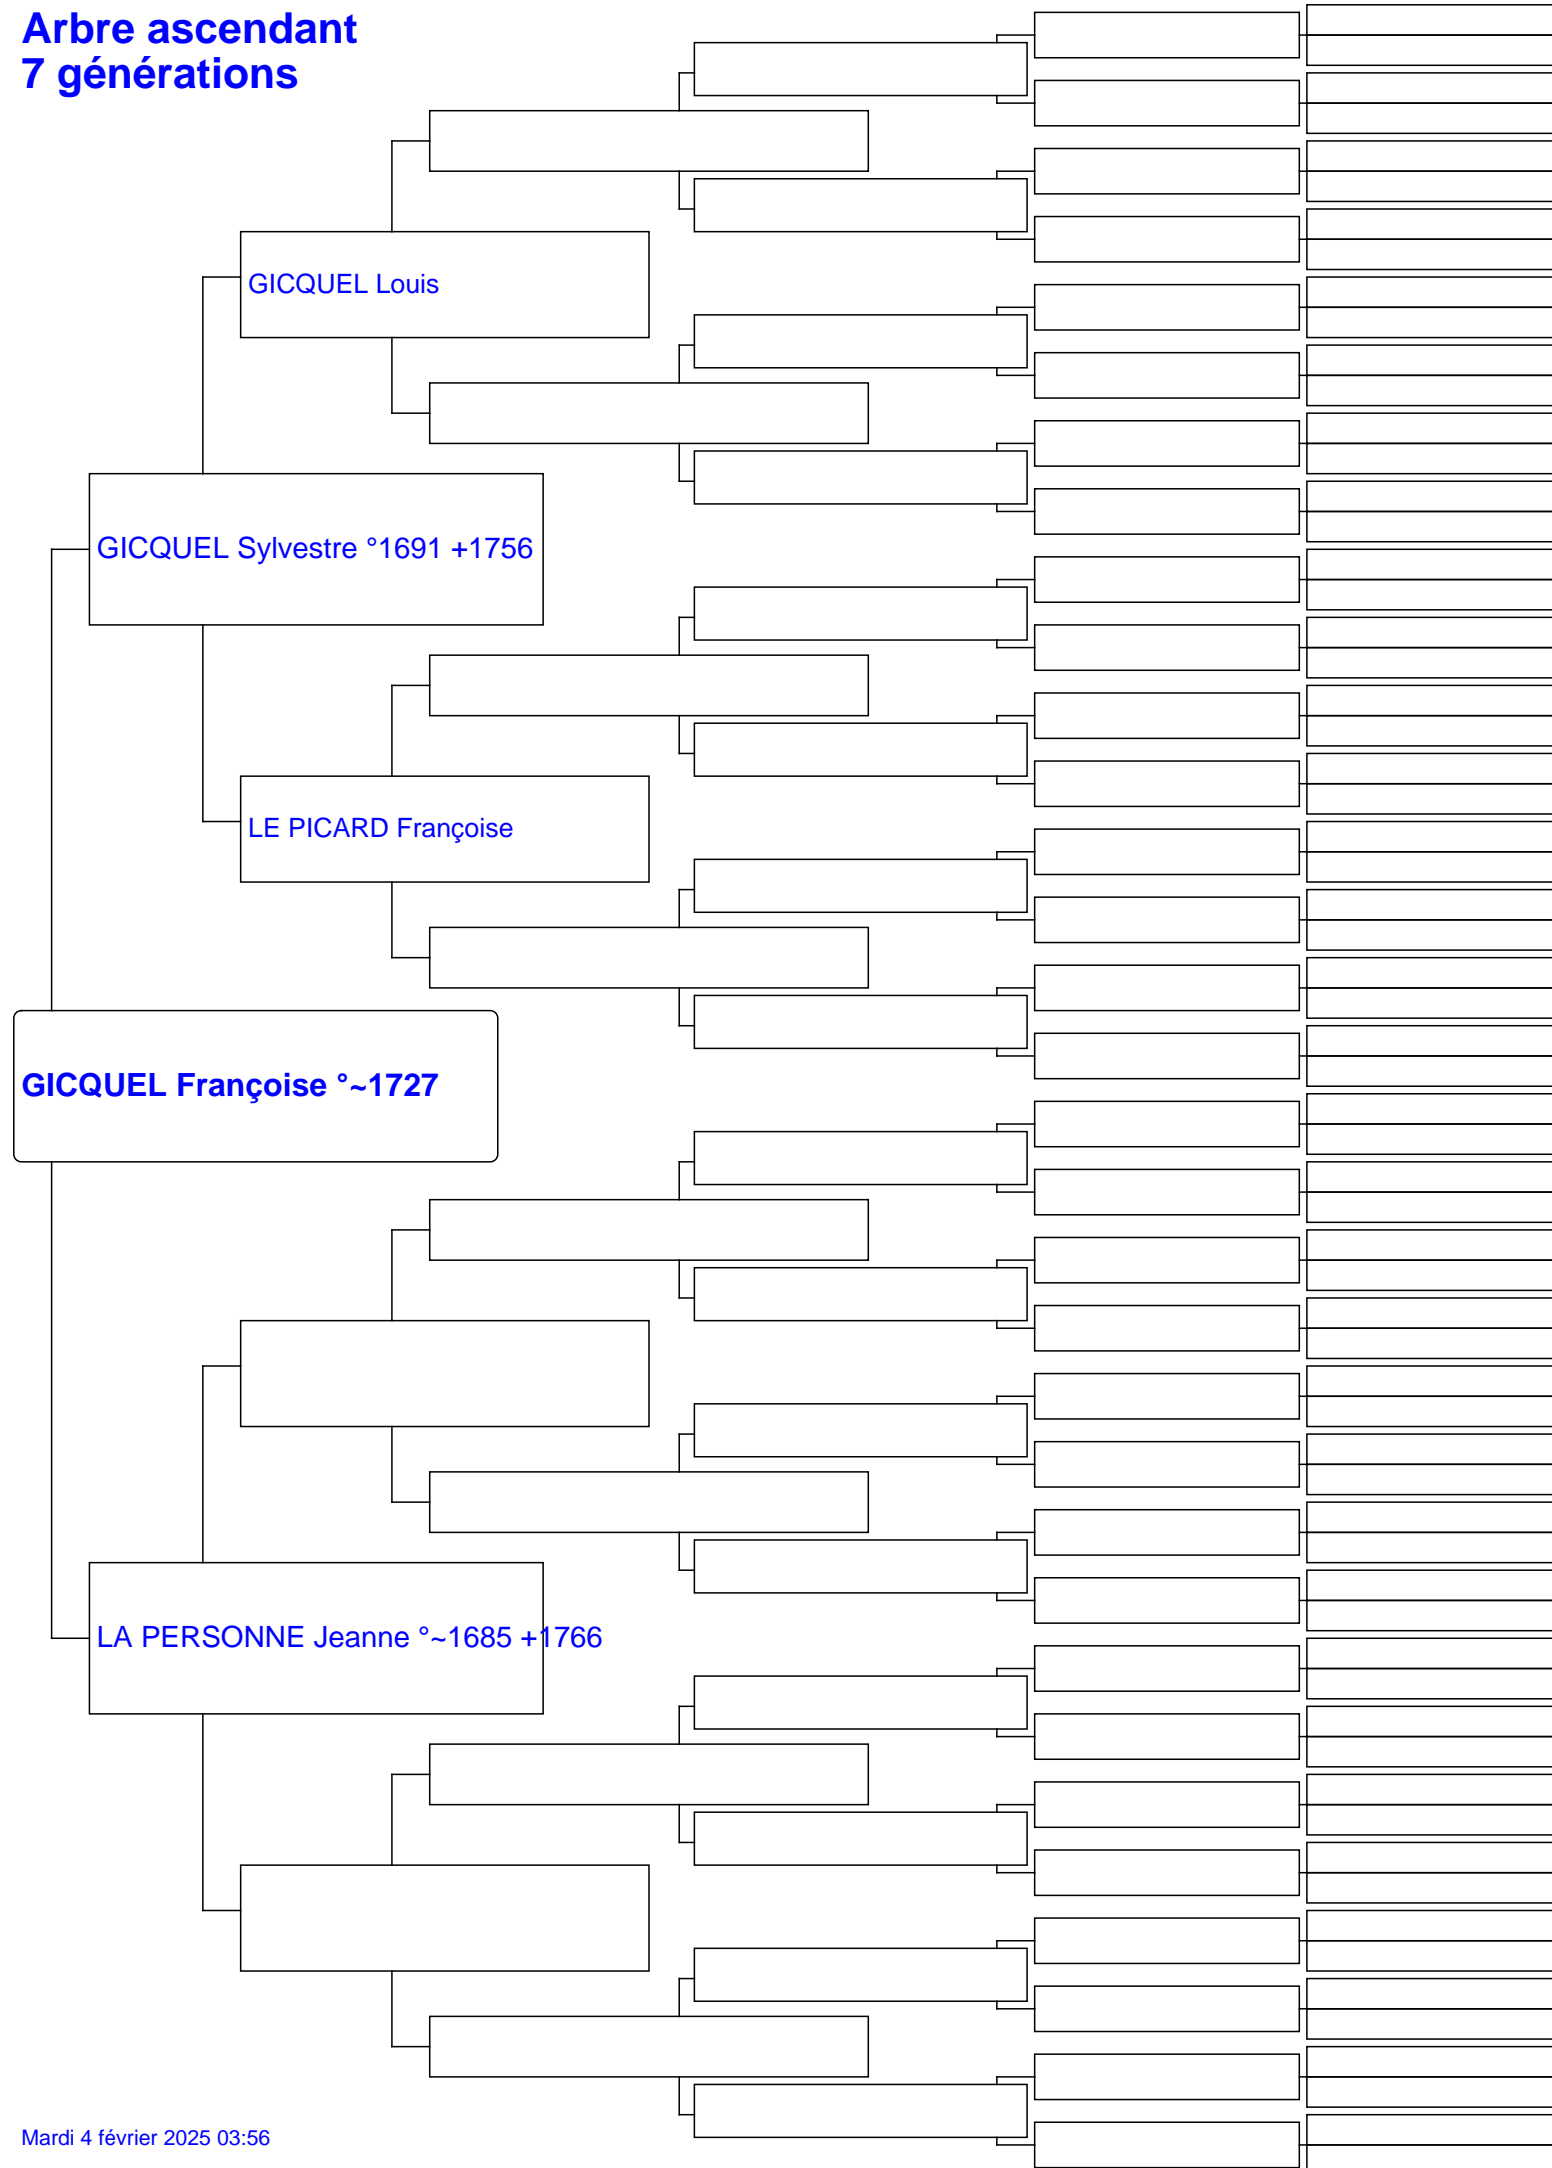 Arbre ascendant
7 générations
GICQUEL Louis
GICQUEL Sylvestre °1691 +1756
LE PICARD Françoise
GICQUEL Françoise °~1727
LA PERSONNE Jeanne °~1685 +1766
Mardi 4 février 2025 03:56